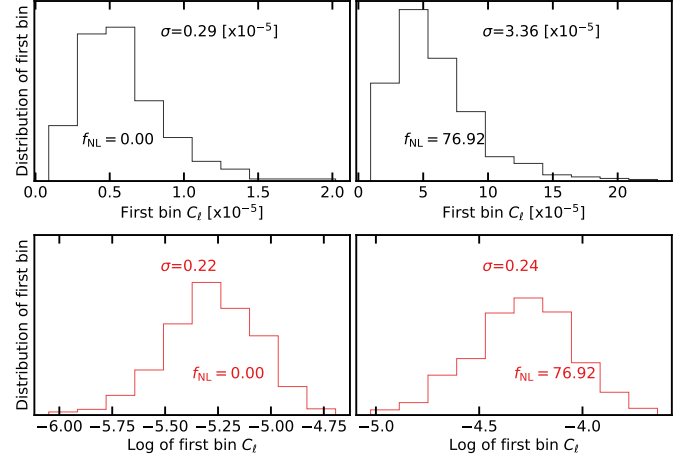 Distribution of first bin
σ=0.29 [x10⁻⁵]
f_NL = 0.00
0.0 0.5 1.0 1.5 2.0
First bin C_ℓ [x10⁻⁵]
σ=3.36 [x10⁻⁵]
f_NL = 76.92
5 10 15 20
First bin C_ℓ [x10⁻⁵]
Distribution of first bin
σ=0.22
f_NL = 0.00
−6.00 −5.75 −5.50 −5.25 −5.00 −4.75
Log of first bin C_ℓ
σ=0.24
f_NL = 76.92
−5.0 −4.5 −4.0
Log of first bin C_ℓ